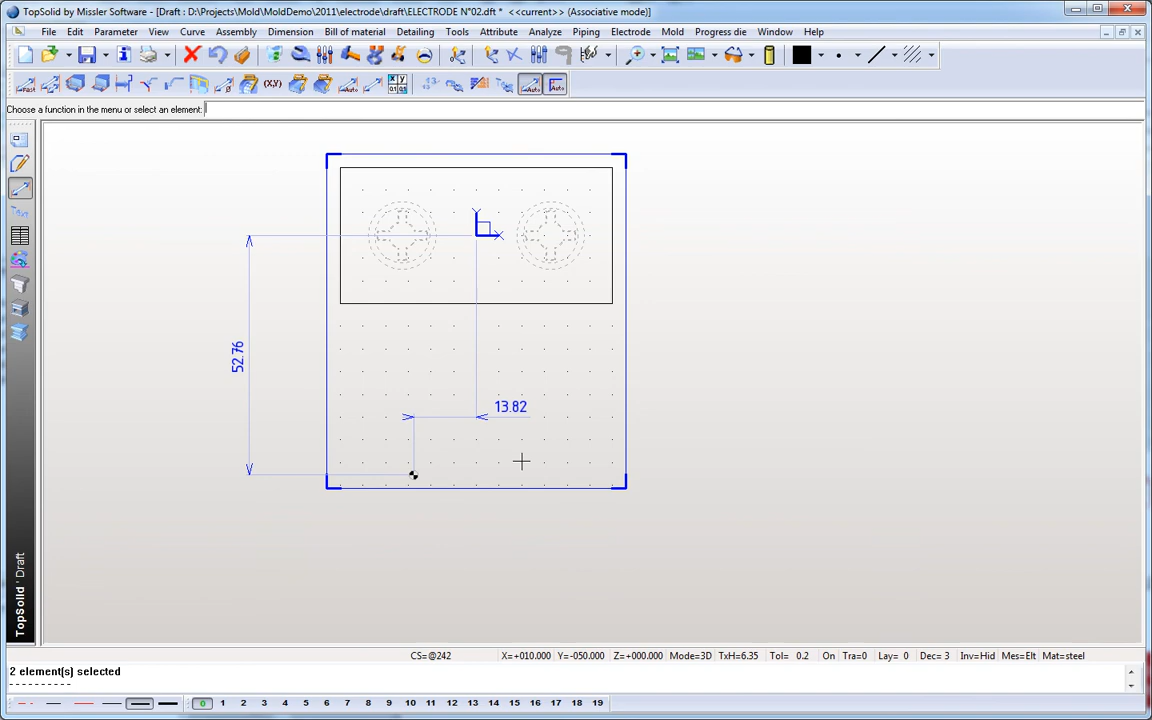 TopSolid by Missler Software - [Draft : D:\Projects\Mold\MoldDemo\2011\electrode\draft\ELECTRODE N°02.dft * <<current>> (Associative mode)]
File Edit Parameter View Curve Assembly Dimension Bill of material Detailing Tools Attribute Analyze Piping Electrode Mold Progress die Window Help
Choose a function in the menu or select an element:
52.76
13.82
TopSolid'Draft
CS=@242 X=+010.000 Y=-050.000 Z=+000.000 Mode=3D TxH=6.35 Tol= 0.2 On Tra=0 Lay= 0 Dec= 3 Inv=Hid Mes=Elt Mat=steel
2 element(s) selected
----------
0 1 2 3 4 5 6 7 8 9 10 11 12 13 14 15 16 17 18 19